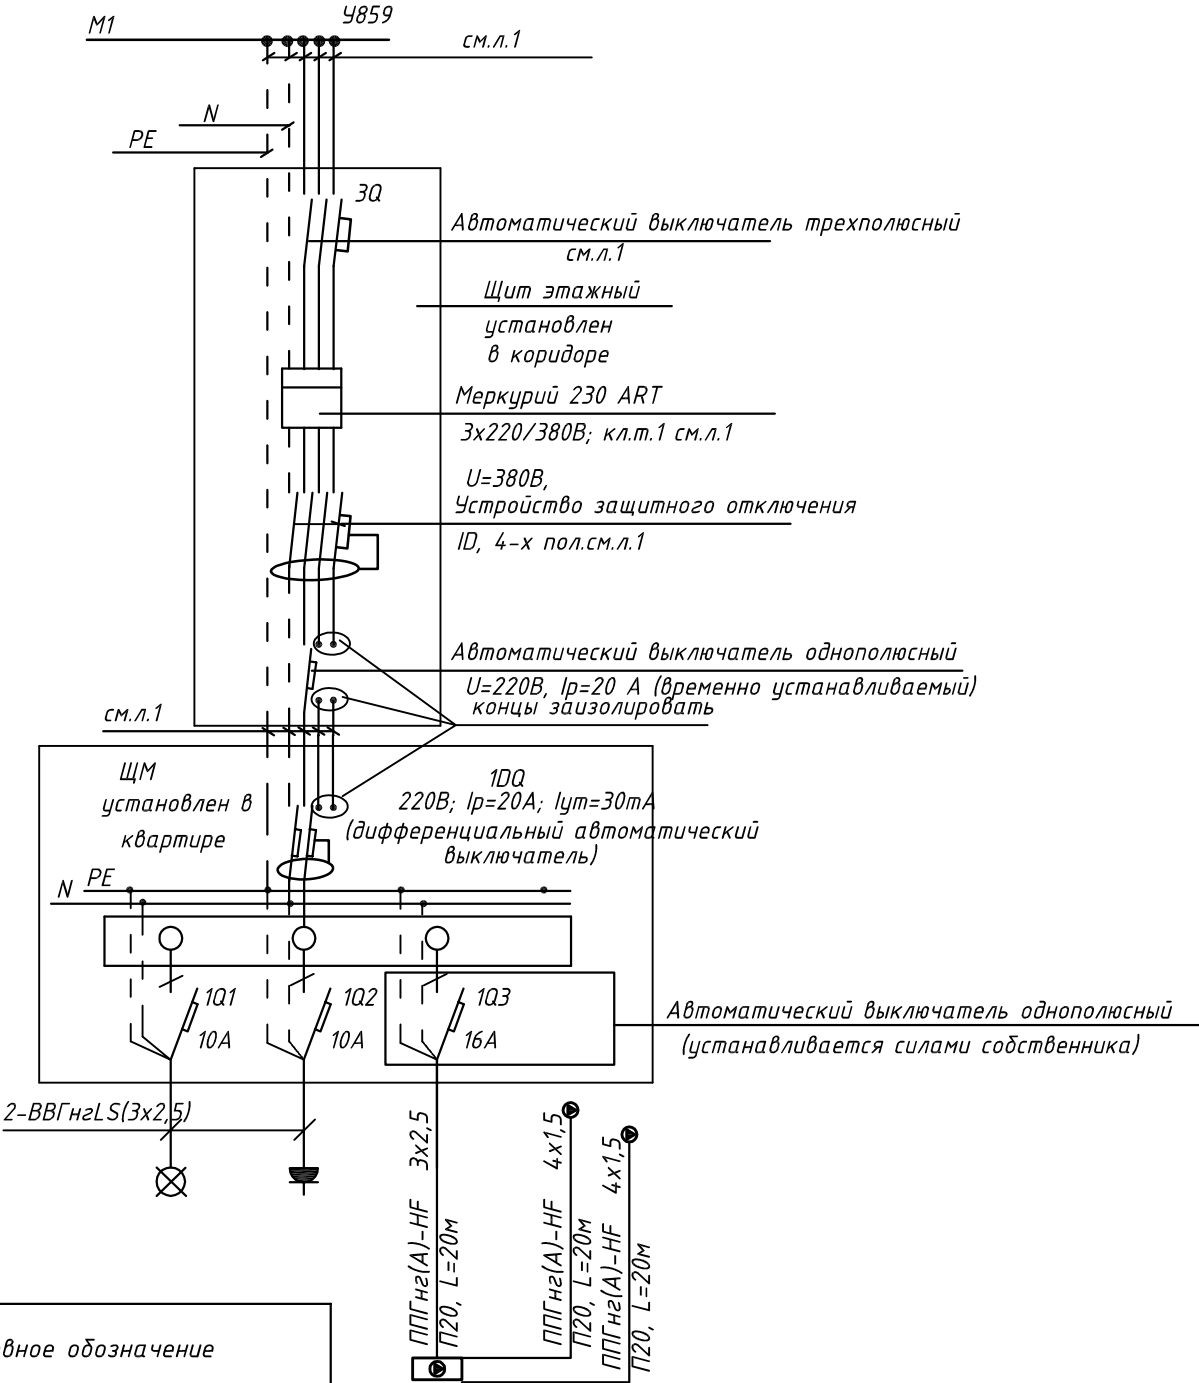 М1
У859
см.л.1
N
PE
3Q
Автоматический выключатель трехполюсный
см.л.1
Щит этажный
установлен
в коридоре
Меркурий 230 ART
3х220/380В; кл.т.1 см.л.1
U=380В,
Устройство защитного отключения
ID, 4-х пол.см.л.1
Автоматический выключатель однополюсный
U=220В, Iр=20 А (временно устанавливаемый)
концы заизолировать
см.л.1
ЩМ
установлен в
квартире
1DQ
220В; Iр=20А; Iут=30mА
(дифференциальный автоматический
выключатель)
PE
N
1Q1
10А
1Q2
10А
1Q3
16А
Автоматический выключатель однополюсный
(устанавливается силами собственника)
2-ВВГнгLS(3х2,5)
ППГнг(А)-HF 3х2,5
П20, L=20м
ППГнг(А)-HF 4х1,5
П20, L=20м
ППГнг(А)-HF 4х1,5
П20, L=20м
вное обозначение